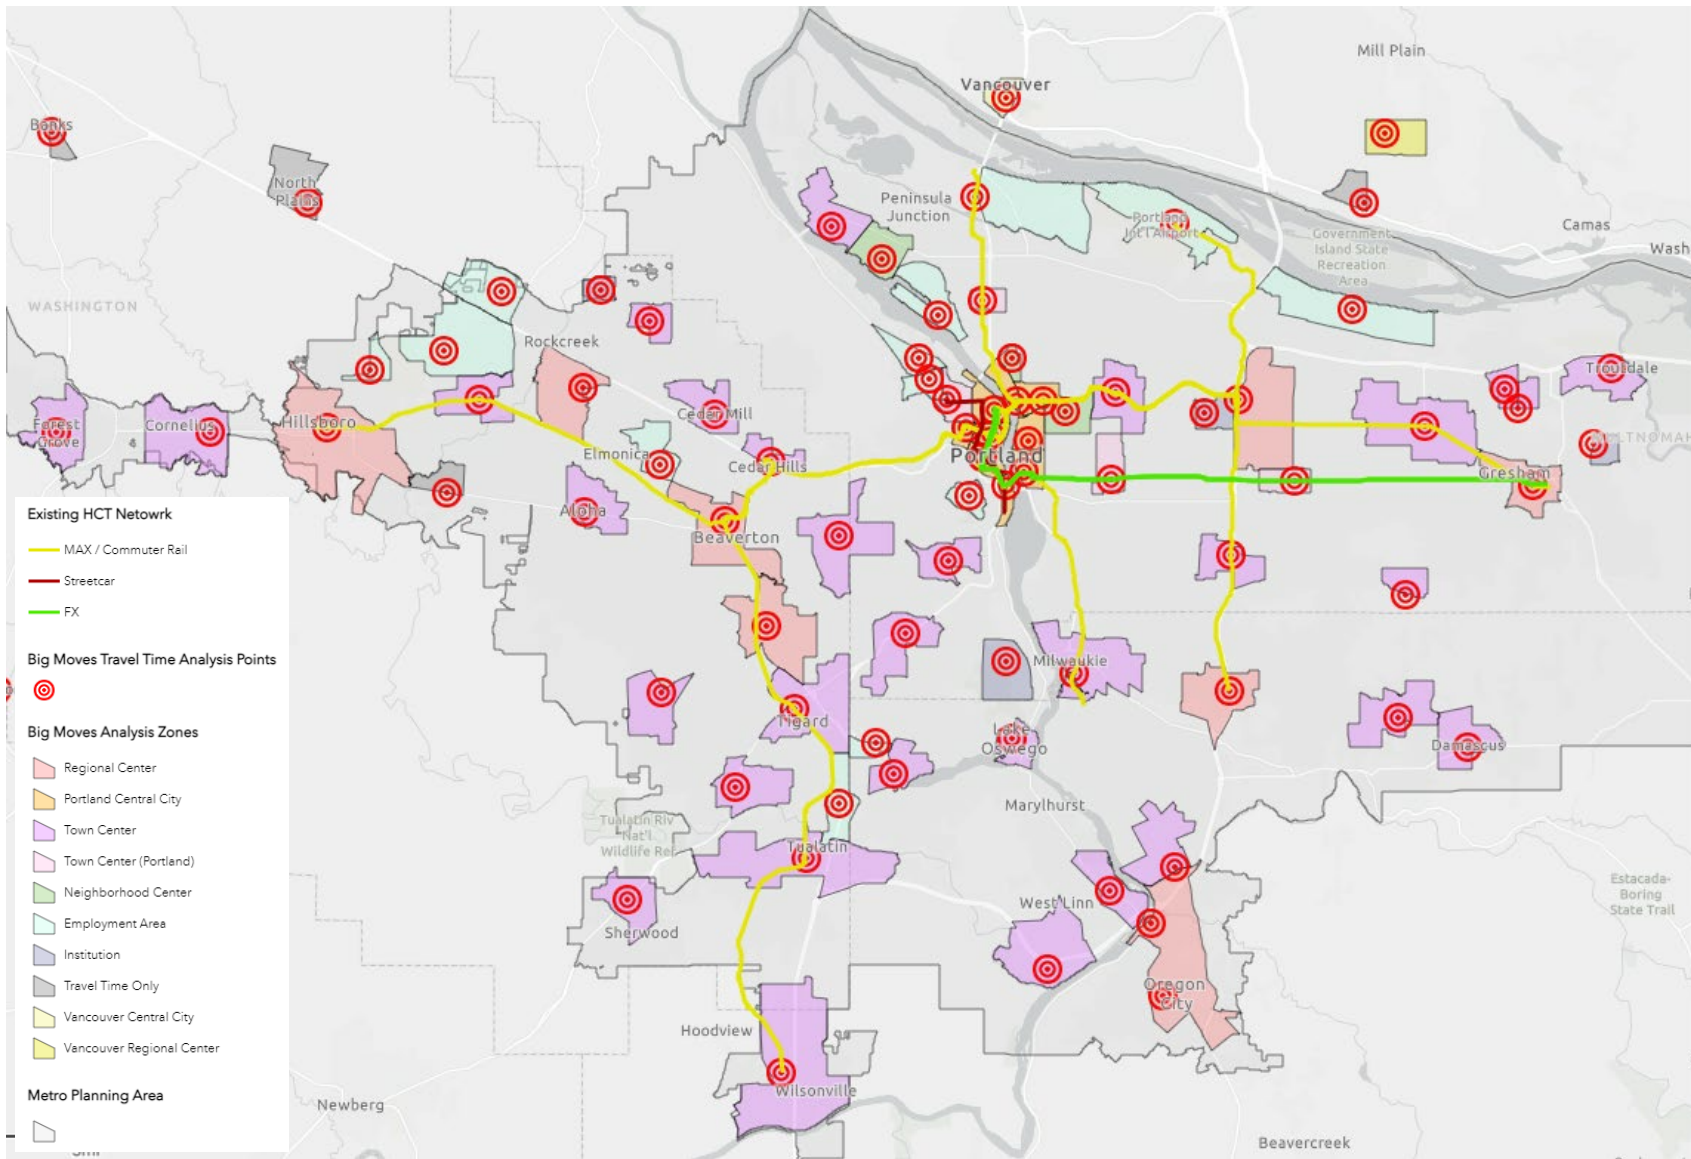 Mill Plain
Vancouver
Banks
North
Plains
Peninsula
Junction
Portland
Int'l Airport
Government
Island State
Recreation
Area
Camas
Wash
WASHINGTON
Rockcreek
Troutdale
Forest
Grove
Cornelius
Hillsboro
Cedar Mill
Elmonica
Cedar Hills
Portland
Gresham
Aloha
Beaverton
Existing HCT Netowrk
MAX / Commuter Rail
Streetcar
FX
Big Moves Travel Time Analysis Points
Big Moves Analysis Zones
Regional Center
Portland Central City
Town Center
Town Center (Portland)
Neighborhood Center
Employment Area
Institution
Travel Time Only
Vancouver Central City
Vancouver Regional Center
Metro Planning Area
Milwaukie
Tigard
Lake
Oswego
Damascus
Marylhurst
Tualatin Riv
Nat'l
Wildlife Ref
Tualatin
Sherwood
West Linn
Estacada-
Boring
State Trail
Oregon
City
Hoodview
Wilsonville
Newberg
Beavercreek